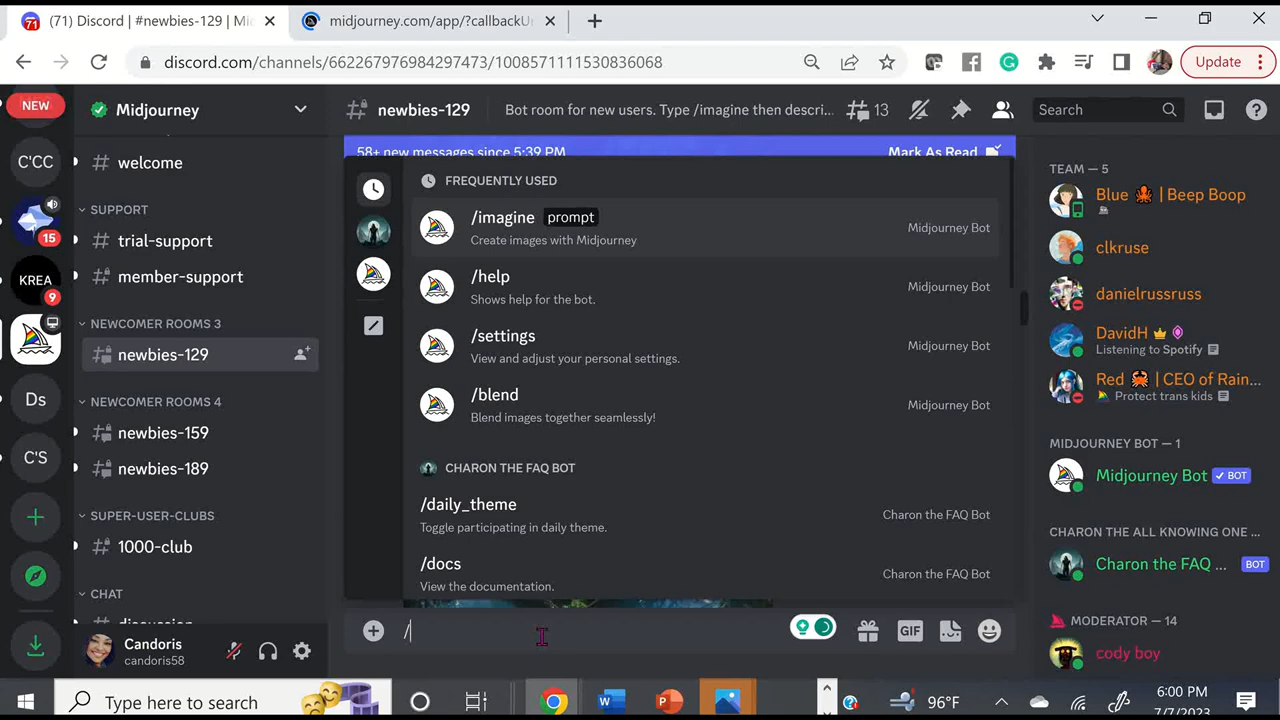 (71) Discord | #newbies-129 | Mi
midjourney.com/app/?callbackU
discord.com/channels/662267976984297473/1008571111530836068
Update
NEW
Midjourney
newbies-129
Bot room for new users. Type /imagine then descri...
13
Search
58+ new messages since 5:39 PM
Mark As Read
C'CC
15
KREA
9
Ds
C'S
welcome
SUPPORT
trial-support
member-support
NEWCOMER ROOMS 3
newbies-129
NEWCOMER ROOMS 4
newbies-159
newbies-189
SUPER-USER-CLUBS
1000-club
CHAT
discussion
Candoris
candoris58
FREQUENTLY USED
/imagine prompt
Create images with Midjourney
Midjourney Bot
/help
Shows help for the bot.
Midjourney Bot
/settings
View and adjust your personal settings.
Midjourney Bot
/blend
Blend images together seamlessly!
Midjourney Bot
CHARON THE FAQ BOT
/daily_theme
Toggle participating in daily theme.
Charon the FAQ Bot
/docs
View the documentation.
Charon the FAQ Bot
/
GIF
TEAM — 5
Blue 🐙 | Beep Boop
clkruse
danielrussruss
DavidH
Listening to Spotify
Red 🦀 | CEO of Rain...
Protect trans kids
MIDJOURNEY BOT — 1
Midjourney Bot ✓ BOT
CHARON THE ALL KNOWING ONE ...
Charon the FAQ ... BOT
MODERATOR — 14
cody boy
Type here to search
96°F
6:00 PM
7/7/2023